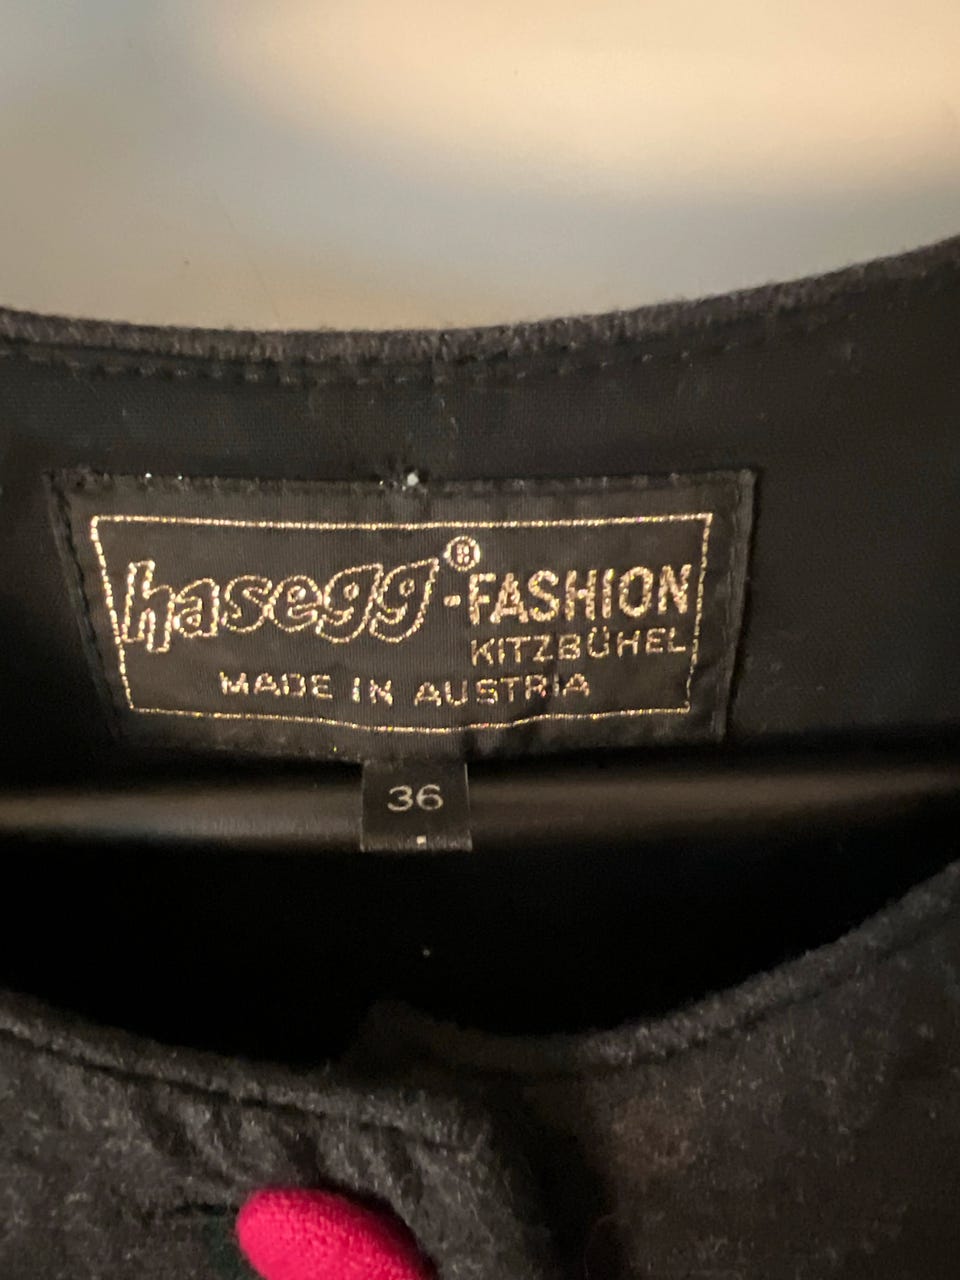 hasegg®-FASHION
KITZBÜHEL
MADE IN AUSTRIA
36